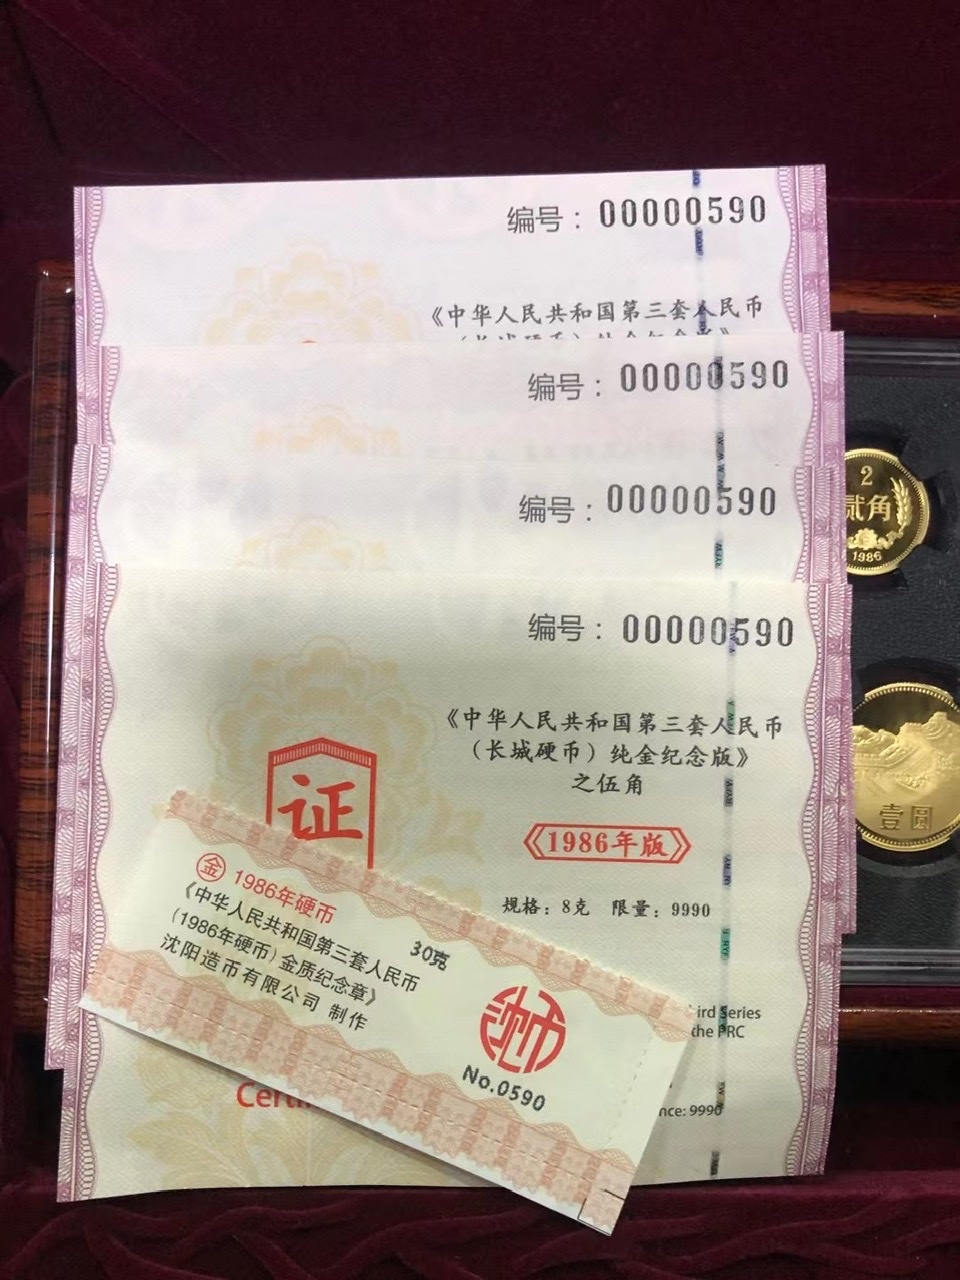 编号：00000590
《中华人民共和国第三套人民币
编号：00000590
编号：00000590
编号：00000590
《中华人民共和国第三套人民币
（长城硬币）纯金纪念版》
之伍角
证
1986年版
规格：8克 限量：9990
金 1986年硬币
《中华人民共和国第三套人民币
(1986年硬币) 金质纪念章》
30克
沈阳造币有限公司 制作
No.0590
ird Series
the PRC
nce: 9990
2
贰角
1986
壹圆